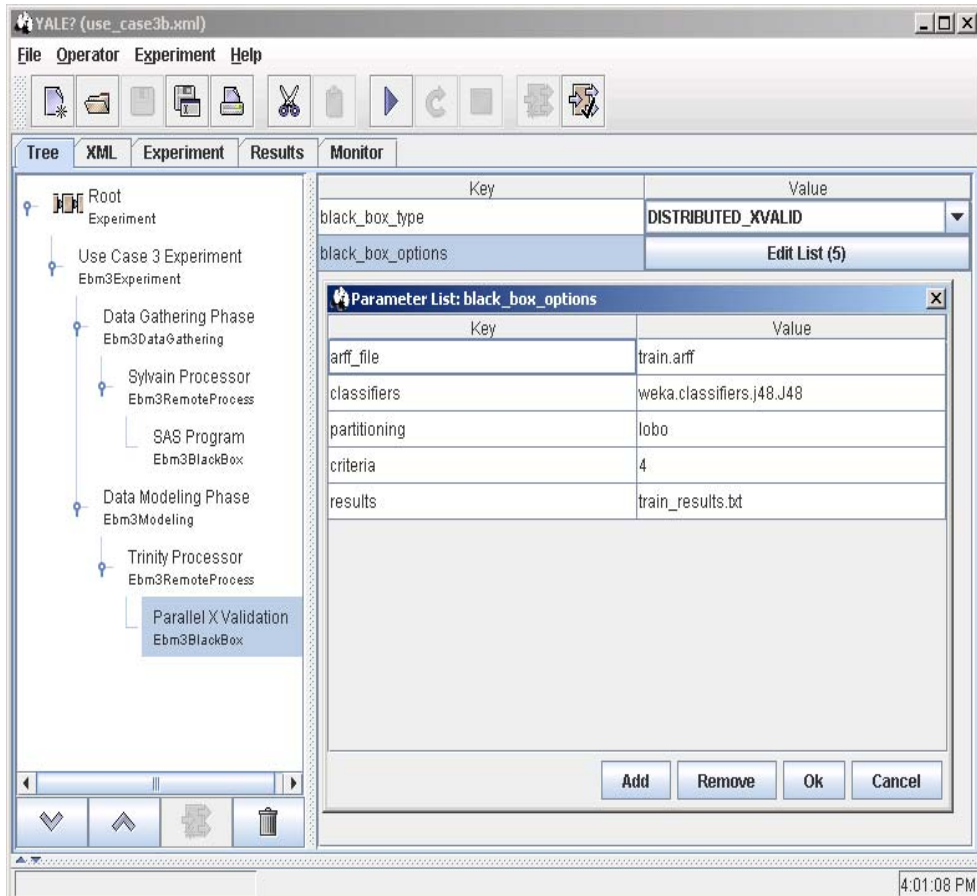 YALE? (use_case3b.xml)
File Operator Experiment Help
Tree XML Experiment Results Monitor
Root
Experiment
Use Case 3 Experiment
Ebm3Experiment
Data Gathering Phase
Ebm3DataGathering
Sylvain Processor
Ebm3RemoteProcess
SAS Program
Ebm3BlackBox
Data Modeling Phase
Ebm3Modeling
Trinity Processor
Ebm3RemoteProcess
Parallel X Validation
Ebm3BlackBox
Key Value
black_box_type DISTRIBUTED_XVALID
black_box_options Edit List (5)
Parameter List: black_box_options
Key Value
arff_file train.arff
classifiers weka.classifiers.j48.J48
partitioning lobo
criteria 4
results train_results.txt
Add Remove Ok Cancel
4:01:08 PM